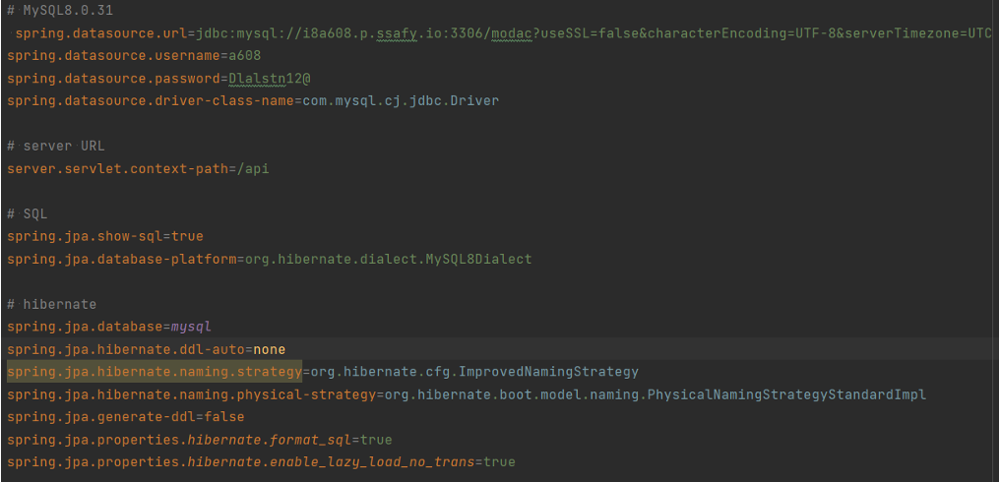 # MySQL8.0.31
spring.datasource.url=jdbc:mysql://i8a608.p.ssafy.io:3306/modac?useSSL=false&characterEncoding=UTF-8&serverTimezone=UTC
spring.datasource.username=a608
spring.datasource.password=Dlalstn12@
spring.datasource.driver-class-name=com.mysql.cj.jdbc.Driver
# server URL
server.servlet.context-path=/api
# SQL
spring.jpa.show-sql=true
spring.jpa.database-platform=org.hibernate.dialect.MySQL8Dialect
# hibernate
spring.jpa.database=mysql
spring.jpa.hibernate.ddl-auto=none
spring.jpa.hibernate.naming.strategy=org.hibernate.cfg.ImprovedNamingStrategy
spring.jpa.hibernate.naming.physical-strategy=org.hibernate.boot.model.naming.PhysicalNamingStrategyStandardImpl
spring.jpa.generate-ddl=false
spring.jpa.properties.hibernate.format_sql=true
spring.jpa.properties.hibernate.enable_lazy_load_no_trans=true